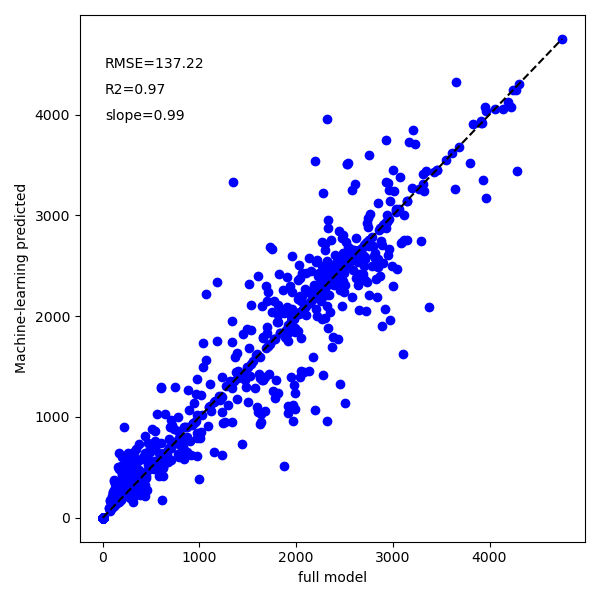 RMSE=137.22
R2=0.97
slope=0.99
4000
3000
2000
1000
0
Machine-learning predicted
0 1000 2000 3000 4000
full model